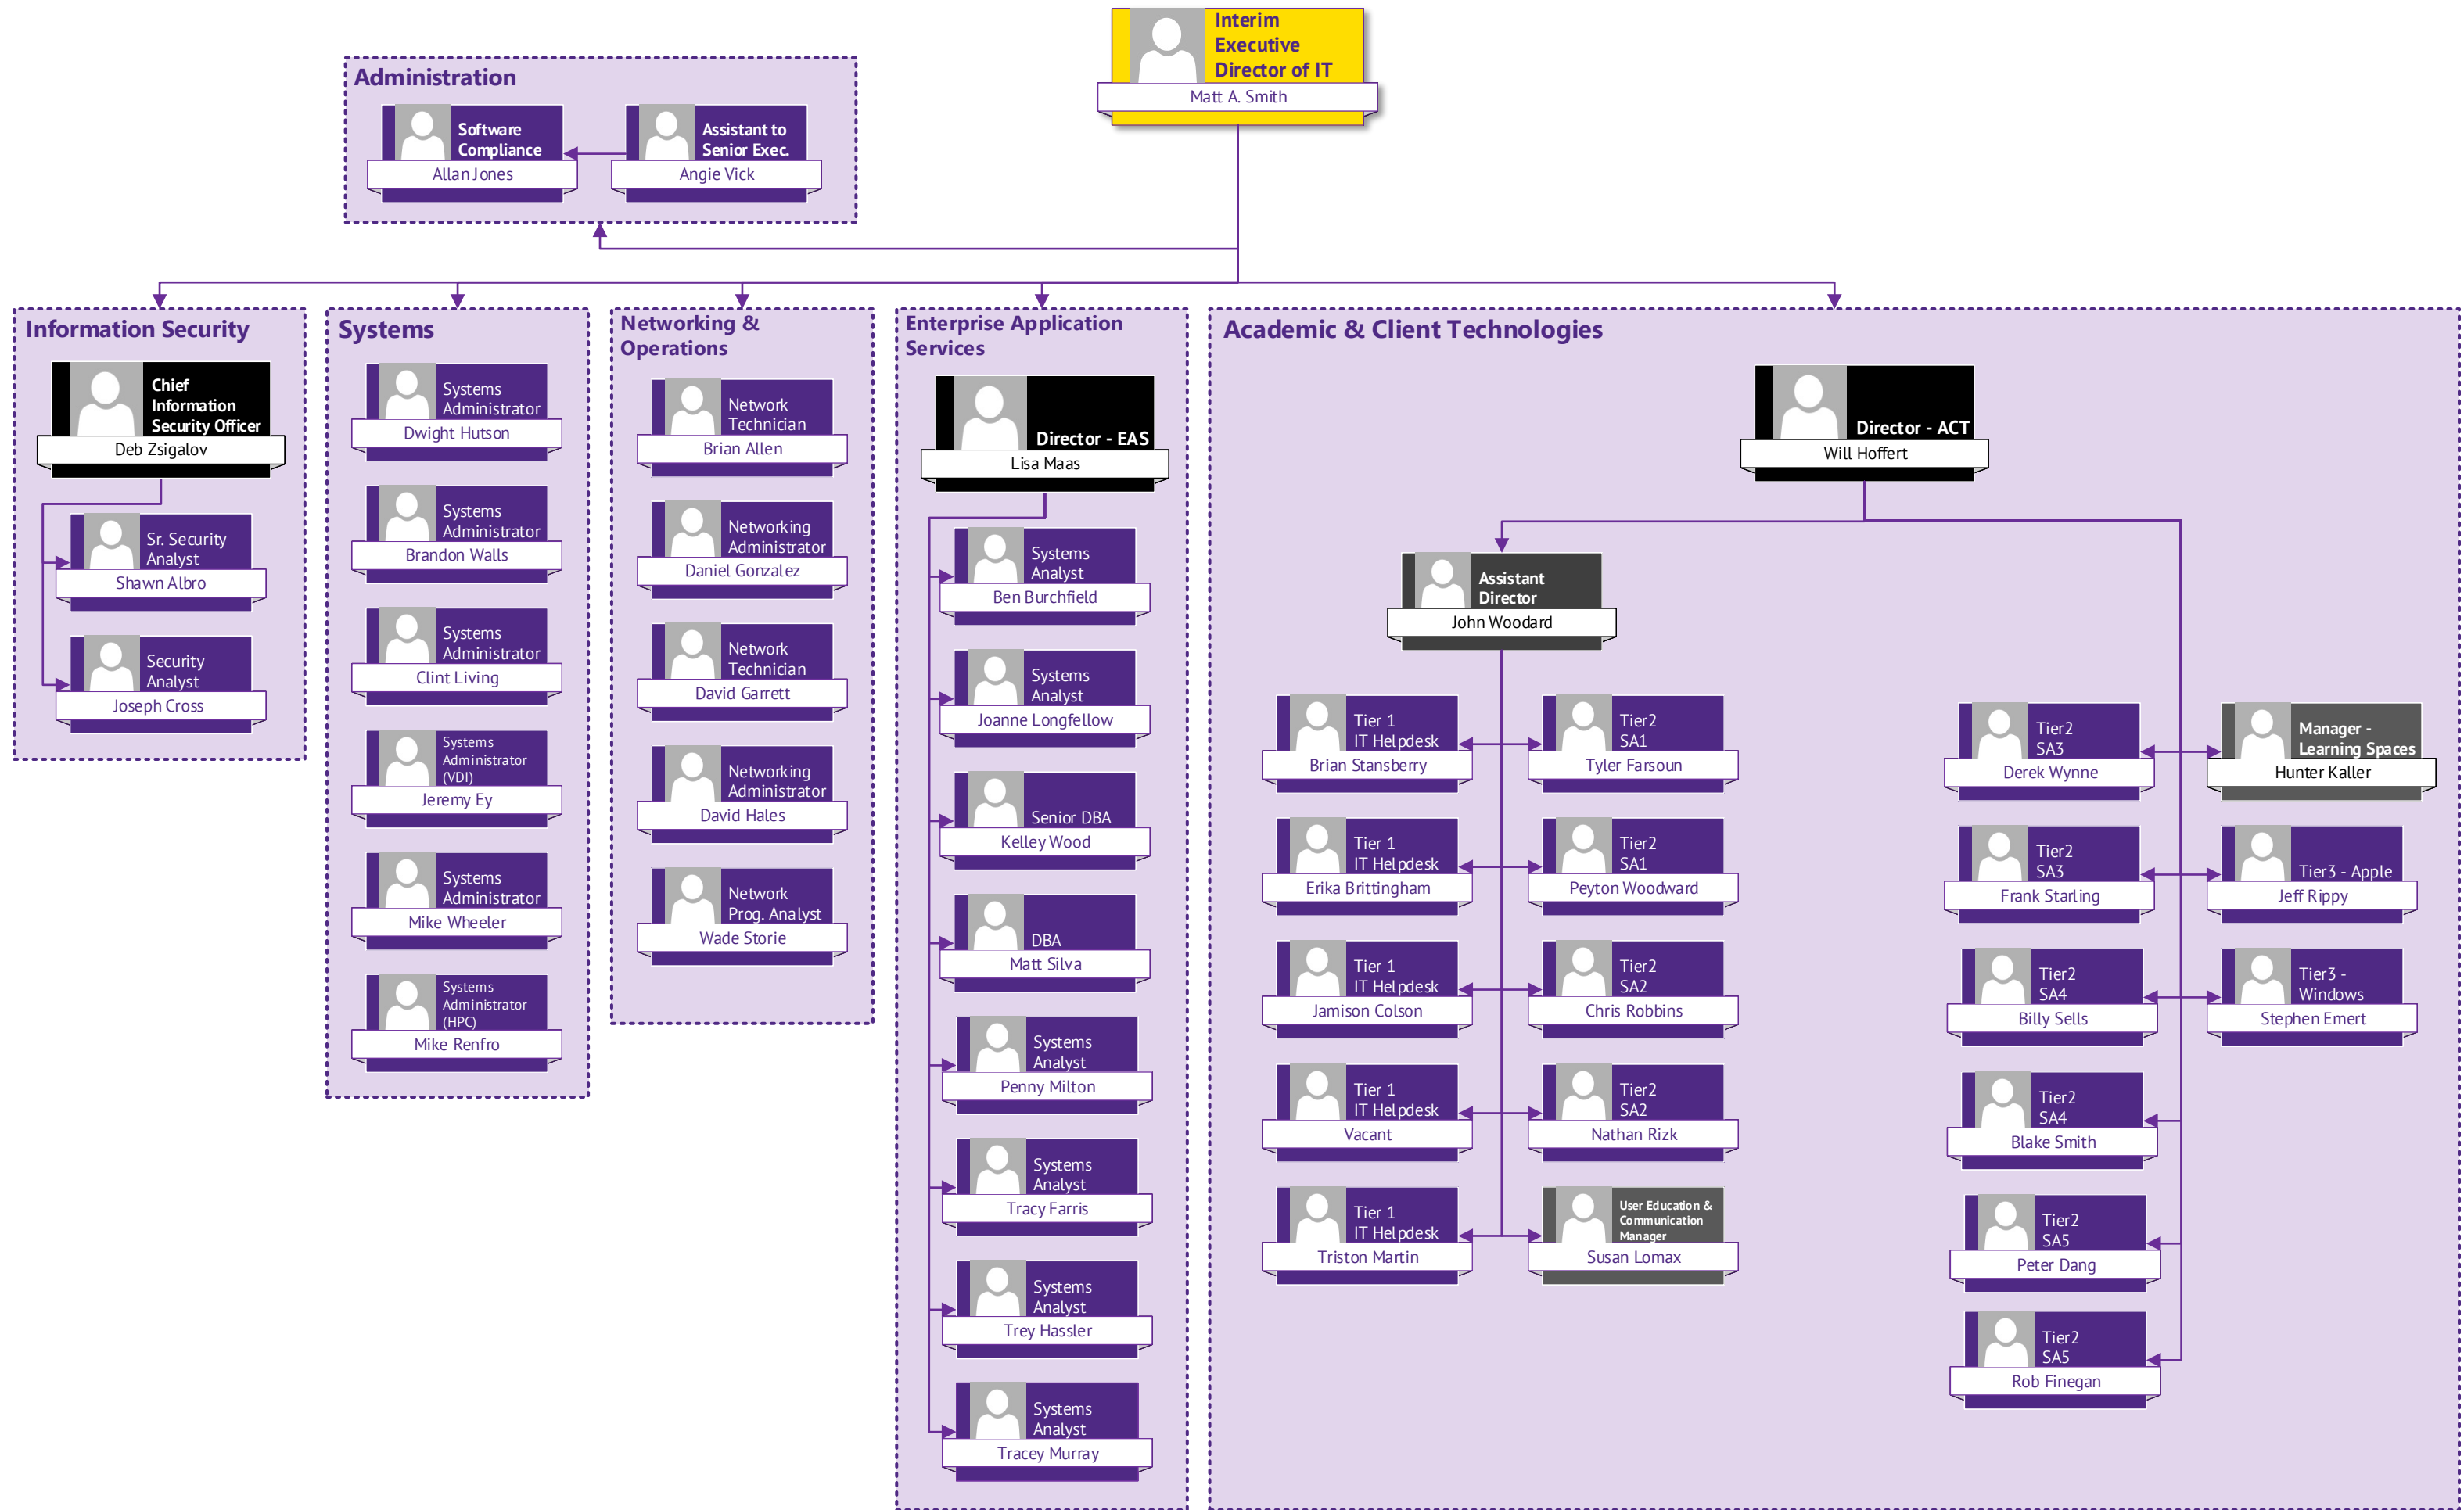 Interim
Executive
Director of IT
Matt A. Smith
Administration
Software
Compliance
Allan Jones
Assistant to
Senior Exec.
Angie Vick
Information Security
Chief
Information
Security Officer
Deb Zsigalov
Sr. Security
Analyst
Shawn Albro
Security
Analyst
Joseph Cross
Systems
Systems
Administrator
Dwight Hutson
Systems
Administrator
Brandon Walls
Systems
Administrator
Clint Living
Systems
Administrator
(VDI)
Jeremy Ey
Systems
Administrator
Mike Wheeler
Systems
Administrator
(HPC)
Mike Renfro
Networking &
Operations
Network
Technician
Brian Allen
Networking
Administrator
Daniel Gonzalez
Network
Technician
David Garrett
Networking
Administrator
David Hales
Network
Prog. Analyst
Wade Storie
Enterprise Application
Services
Director - EAS
Lisa Maas
Systems
Analyst
Ben Burchfield
Systems
Analyst
Joanne Longfellow
Senior DBA
Kelley Wood
DBA
Matt Silva
Systems
Analyst
Penny Milton
Systems
Analyst
Tracy Farris
Systems
Analyst
Trey Hassler
Systems
Analyst
Tracey Murray
Academic & Client Technologies
Director - ACT
Will Hoffert
Assistant
Director
John Woodard
Tier 1
IT Helpdesk
Brian Stansberry
Tier2
SA1
Tyler Farsoun
Tier 1
IT Helpdesk
Erika Brittingham
Tier2
SA1
Peyton Woodward
Tier 1
IT Helpdesk
Jamison Colson
Tier2
SA2
Chris Robbins
Tier 1
IT Helpdesk
Vacant
Tier2
SA2
Nathan Rizk
Tier 1
IT Helpdesk
Triston Martin
User Education &
Communication
Manager
Susan Lomax
Tier2
SA3
Derek Wynne
Manager -
Learning Spaces
Hunter Kaller
Tier2
SA3
Frank Starling
Tier3 - Apple
Jeff Rippy
Tier2
SA4
Billy Sells
Tier3 -
Windows
Stephen Emert
Tier2
SA4
Blake Smith
Tier2
SA5
Peter Dang
Tier2
SA5
Rob Finegan